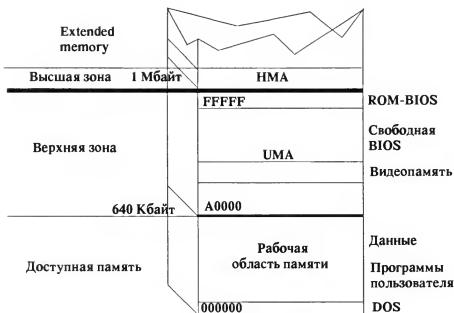 Extended
memory
Высшая зона 1 Мбайт HMA
FFFFF ROM-BIOS
Свободная
BIOS
Верхняя зона
UMA
Видеопамять
640 Кбайт A0000
Рабочая
область памяти
Данные
Доступная память
Программы
пользователя
000000 DOS